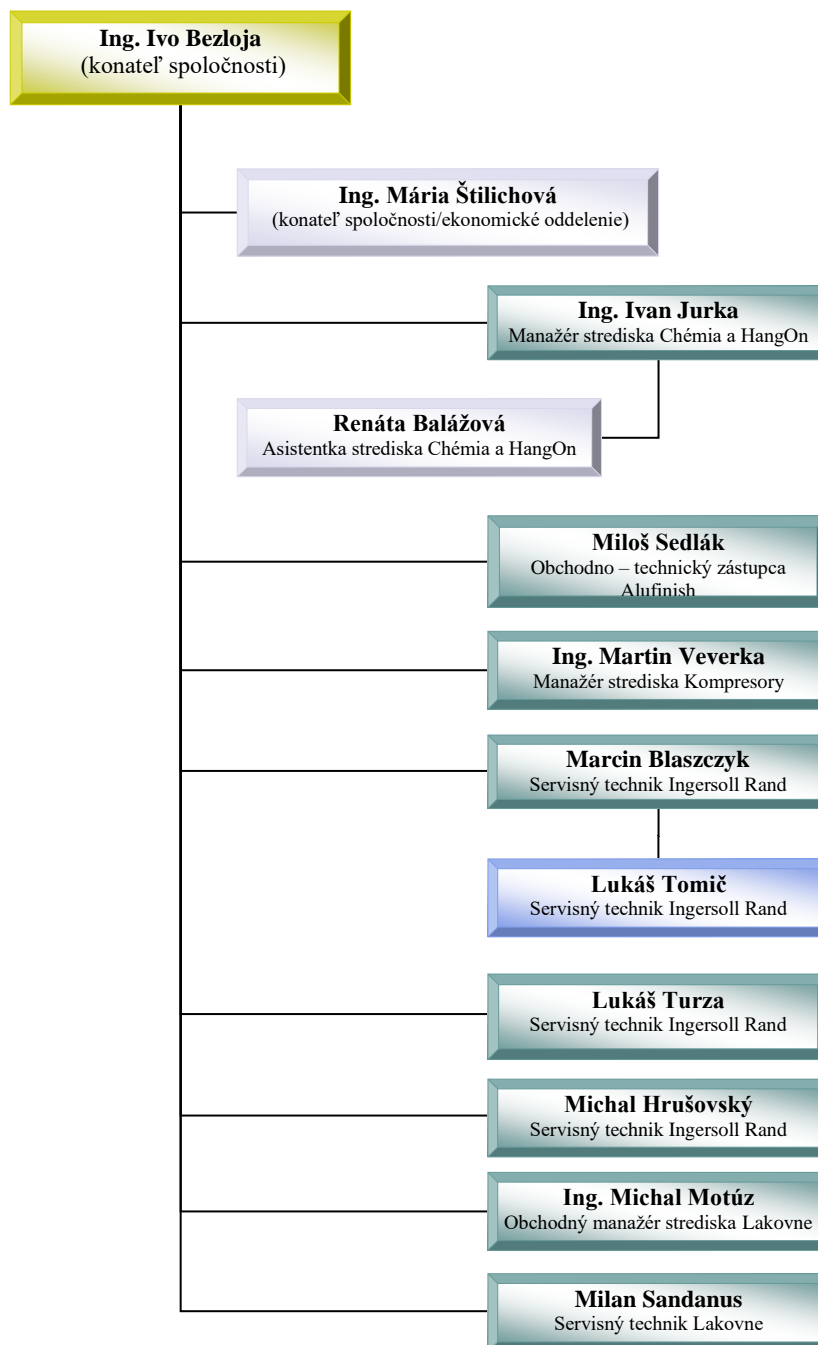 Ing. Ivo Bezloja
(konateľ spoločnosti)
Ing. Mária Štilichová
(konateľ spoločnosti/ekonomické oddelenie)
Ing. Ivan Jurka
Manažér strediska Chémia a HangOn
Renáta Balážová
Asistentka strediska Chémia a HangOn
Miloš Sedlák
Obchodno – technický zástupca
Alufinish
Ing. Martin Veverka
Manažér strediska Kompresory
Marcin Blaszczyk
Servisný technik Ingersoll Rand
Lukáš Tomič
Servisný technik Ingersoll Rand
Lukáš Turza
Servisný technik Ingersoll Rand
Michal Hrušovský
Servisný technik Ingersoll Rand
Ing. Michal Motúz
Obchodný manažér strediska Lakovne
Milan Sandanus
Servisný technik Lakovne